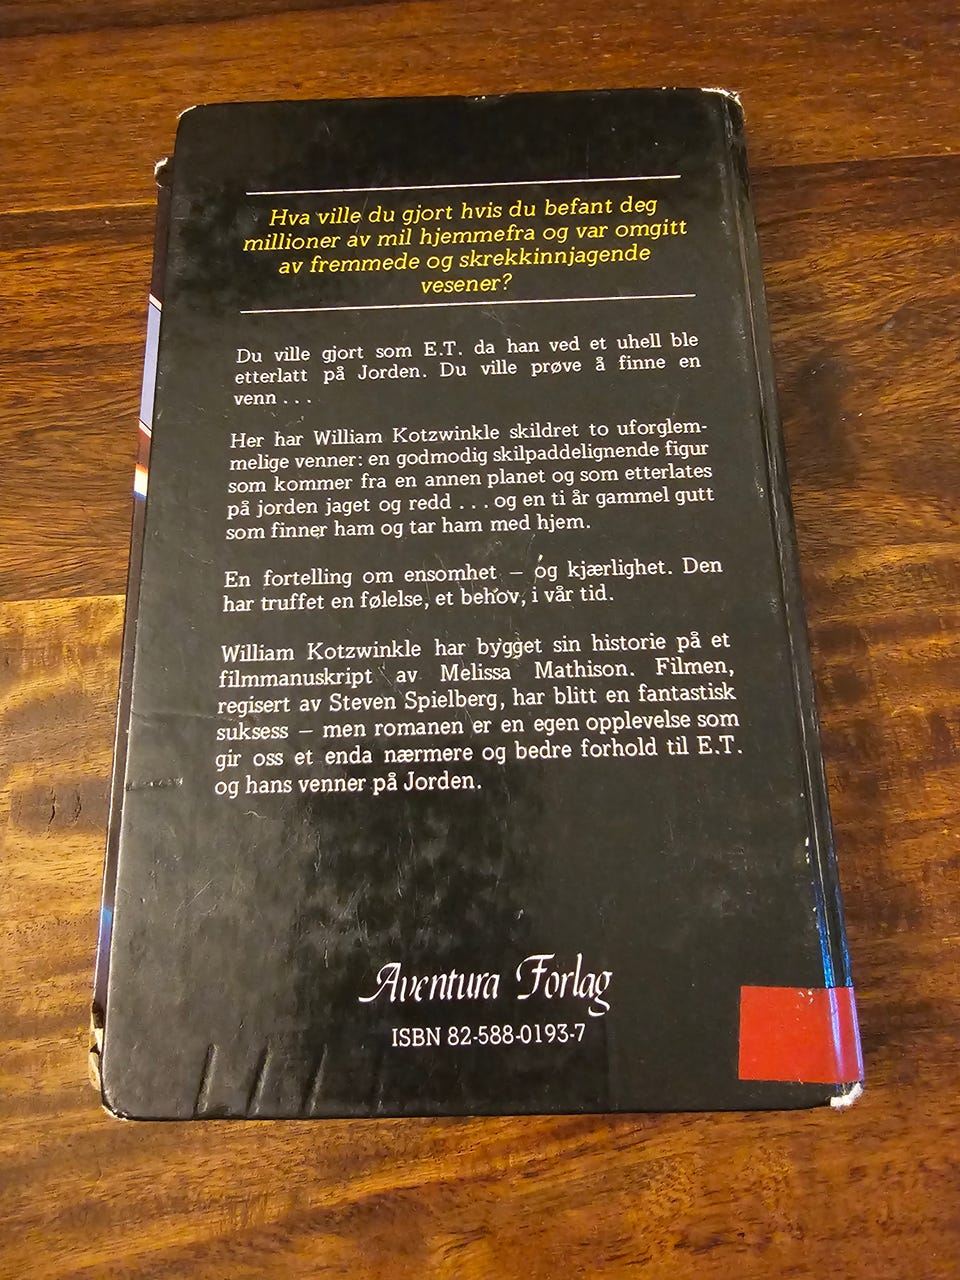 Hva ville du gjort hvis du befant deg
millioner av mil hjemmefra og var omgitt
av fremmede og skrekkinnjagende
vesener?
Du ville gjort som E.T. da han ved et uhell ble
etterlatt på Jorden. Du ville prøve å finne en
venn . . .
Her har William Kotzwinkle skildret to uforglem-
melige venner: en godmodig skilpaddelignende figur
som kommer fra en annen planet og som etterlates
på jorden jaget og redd . . . og en ti år gammel gutt
som finner ham og tar ham med hjem.
En fortelling om ensomhet – og kjærlighet. Den
har truffet en følelse, et behov, i vår tid.
William Kotzwinkle har bygget sin historie på et
filmmanuskript av Melissa Mathison. Filmen,
regisert av Steven Spielberg, har blitt en fantastisk
suksess – men romanen er en egen opplevelse som
gir oss et enda nærmere og bedre forhold til E.T.
og hans venner på Jorden.
Aventura Forlag
ISBN 82-588-0193-7